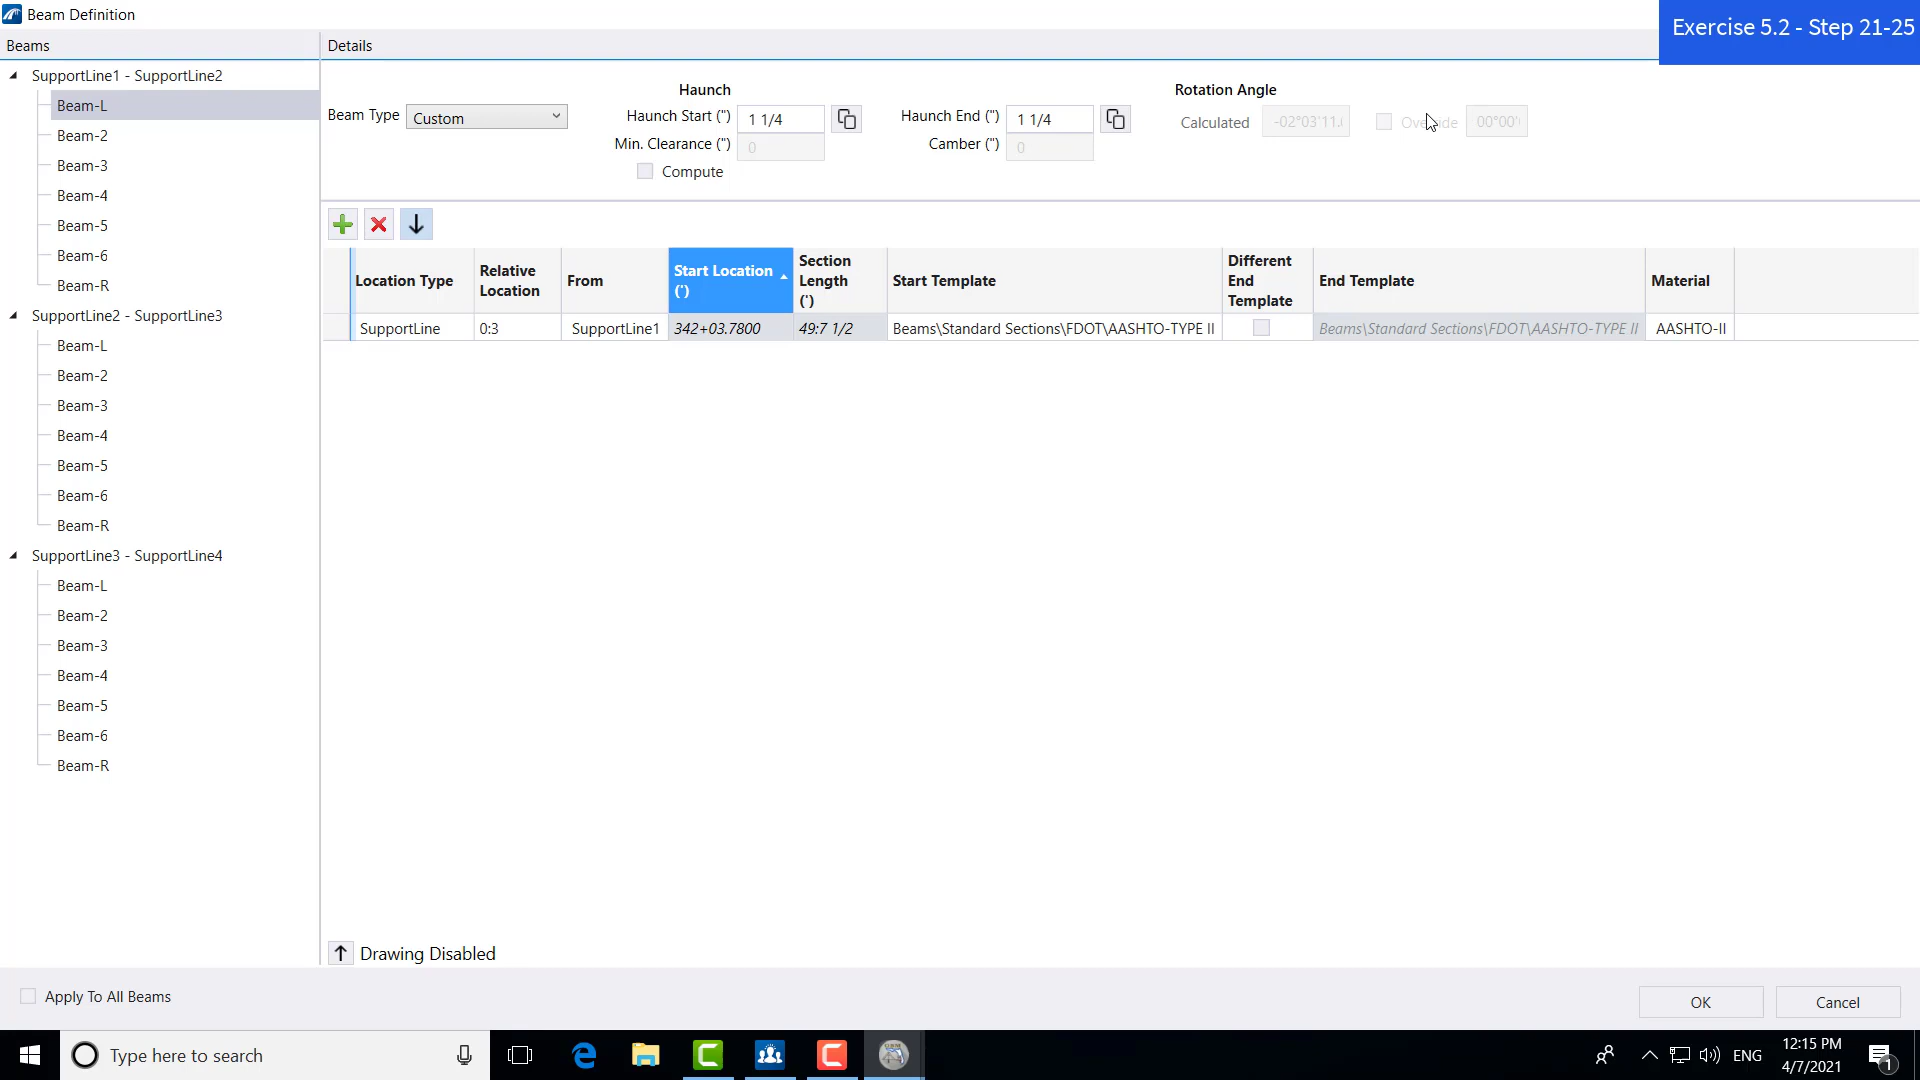 Beam Definition
Exercise 5.2 - Step 21-25
Beams
Details
SupportLine1 - SupportLine2
Beam-L
Beam-2
Beam-3
Beam-4
Beam-5
Beam-6
Beam-R
SupportLine2 - SupportLine3
Beam-L
Beam-2
Beam-3
Beam-4
Beam-5
Beam-6
Beam-R
SupportLine3 - SupportLine4
Beam-L
Beam-2
Beam-3
Beam-4
Beam-5
Beam-6
Beam-R
Beam Type Custom
Haunch
Haunch Start (") 1 1/4
Haunch End (") 1 1/4
Min. Clearance (") 0
Camber (") 0
Compute
Rotation Angle
Calculated -02°03'11.
00°00'
Location Type
Relative
Location
From
Start Location
(')
Section
Length
(')
Start Template
Different
End
Template
End Template
Material
SupportLine 0:3 SupportLine1 342+03.7800 49:7 1/2 Beams\Standard Sections\FDOT\AASHTO-TYPE II Beams\Standard Sections\FDOT\AASHTO-TYPE II AASHTO-II
Drawing Disabled
Apply To All Beams
OK
Cancel
Type here to search
ENG
12:15 PM
4/7/2021
1